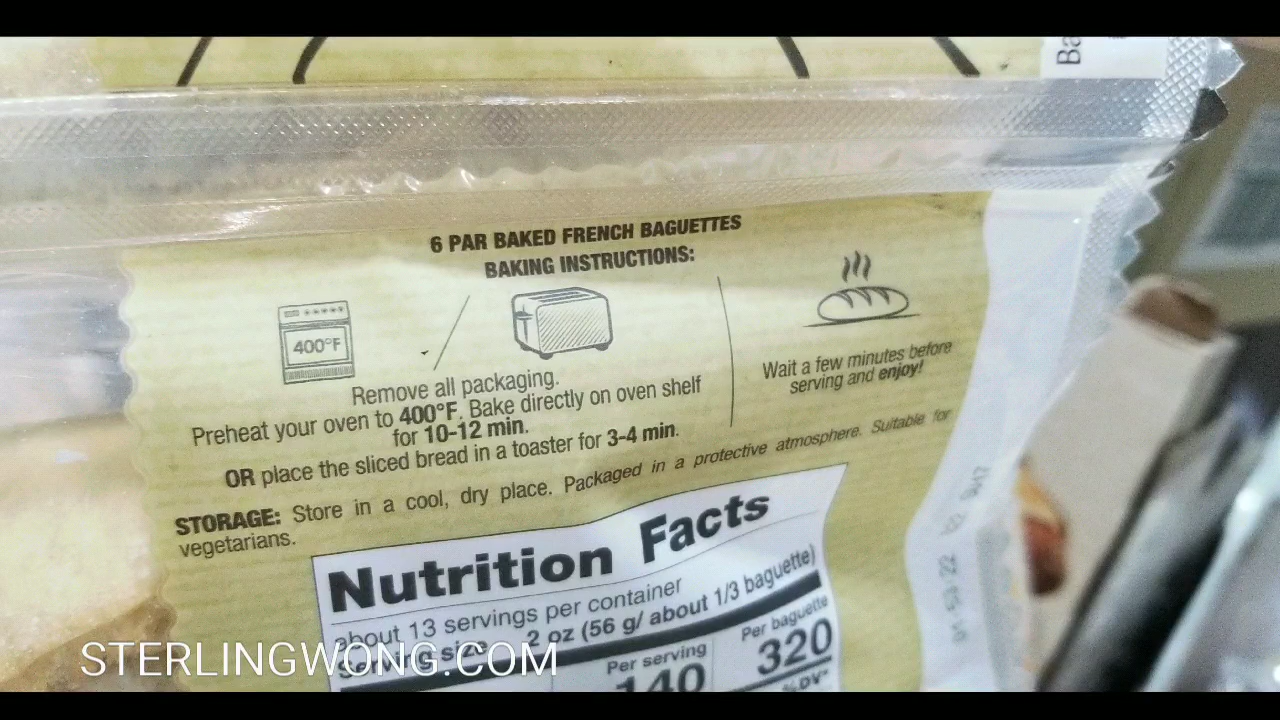 Ba
6 PAR BAKED FRENCH BAGUETTES
BAKING INSTRUCTIONS:
400°F
Remove all packaging.
Preheat your oven to 400°F. Bake directly on oven shelf
for 10-12 min.
OR place the sliced bread in a toaster for 3-4 min.
Wait a few minutes before
serving and enjoy!
STORAGE: Store in a cool, dry place. Packaged in a protective atmosphere. Suitable for
vegetarians.
Nutrition Facts
about 13 servings per container
Serving size 2 oz (56 g/ about 1/3 baguette)
Per serving
Per baguette
140
320
%DV*
STERLINGWONG.COM